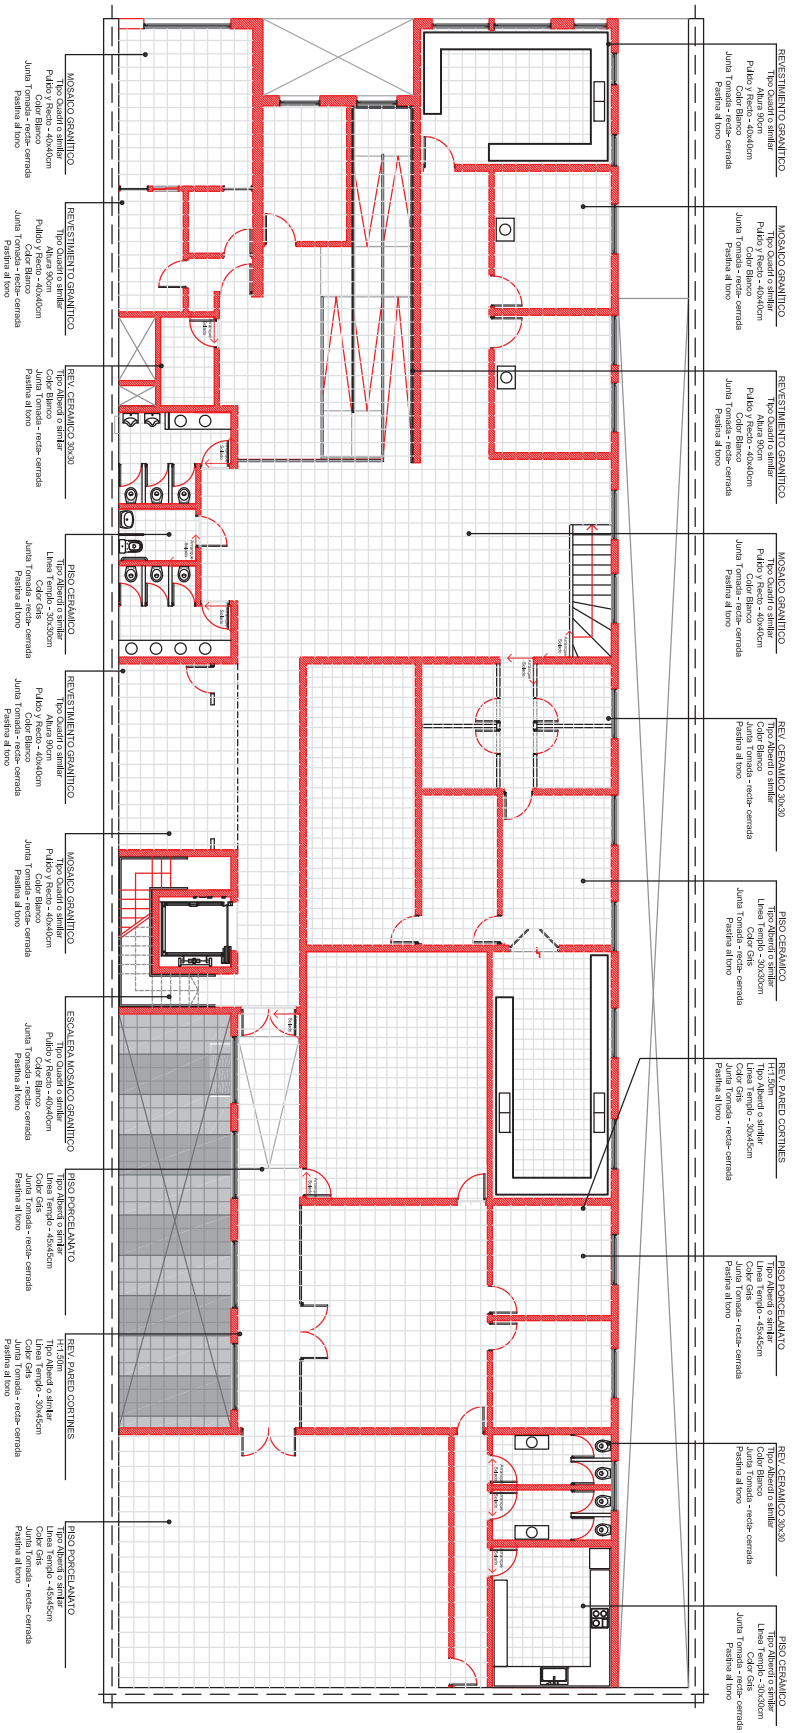 REVESTIMIENTO GRANÍTICO
Tipo Quadri o similar
Altura 90cm
Pulido y Recto - 40x40cm
Color Blanco
Junta Tomada - recta- cerrada
Pastina al tono
MOSAICO GRANÍTICO
Tipo Quadri o similar
Pulido y Recto - 40x40cm
Color Blanco
Junta Tomada - recta- cerrada
Pastina al tono
REVESTIMIENTO GRANÍTICO
Tipo Quadri o similar
Altura 90cm
Pulido y Recto - 40x40cm
Color Blanco
Junta Tomada - recta- cerrada
Pastina al tono
MOSAICO GRANÍTICO
Tipo Quadri o similar
Pulido y Recto - 40x40cm
Color Blanco
Junta Tomada - recta- cerrada
Pastina al tono
REV. CERAMICO 30x30
Tipo Alberdi o similar
Color Blanco
Junta Tomada - recta- cerrada
Pastina al tono
PISO CERÁMICO
Tipo Alberdi o similar
Linea Templo - 30x30cm
Color Gris
Junta Tomada - recta- cerrada
Pastina al tono
REV. PARED CORTINES
H:1.50m
Tipo Alberdi o similar
Linea Templo - 30x45cm
Color Gris
Junta Tomada - recta- cerrada
Pastina al tono
PISO PORCELANATO
Tipo Alberdi o similar
Linea Templo - 45x45cm
Color Gris
Junta Tomada - recta- cerrada
Pastina al tono
REV. CERAMICO 30x30
Tipo Alberdi o similar
Color Blanco
Junta Tomada - recta- cerrada
Pastina al tono
PISO CERÁMICO
Tipo Alberdi o similar
Linea Templo - 30x30cm
Color Gris
Junta Tomada - recta- cerrada
Pastina al tono
MOSAICO GRANÍTICO
Tipo Quadri o similar
Pulido y Recto - 40x40cm
Color Blanco
Junta Tomada - recta- cerrada
Pastina al tono
REVESTIMIENTO GRANÍTICO
Tipo Quadri o similar
Altura 90cm
Pulido y Recto - 40x40cm
Color Blanco
Junta Tomada - recta- cerrada
Pastina al tono
REV. CERAMICO 30x30
Tipo Alberdi o similar
Color Blanco
Junta Tomada - recta- cerrada
Pastina al tono
PISO CERÁMICO
Tipo Alberdi o similar
Linea Templo - 30x30cm
Color Gris
Junta Tomada - recta- cerrada
Pastina al tono
REVESTIMIENTO GRANÍTICO
Tipo Quadri o similar
Altura 90cm
Pulido y Recto - 40x40cm
Color Blanco
Junta Tomada - recta- cerrada
Pastina al tono
MOSAICO GRANÍTICO
Tipo Quadri o similar
Pulido y Recto - 40x40cm
Color Blanco
Junta Tomada - recta- cerrada
Pastina al tono
ESCALERA MOSAICO GRANÍTICO
Tipo Quadri o similar
Pulido y Recto - 40x40cm
Color Blanco
Junta Tomada - recta- cerrada
Pastina al tono
PISO PORCELANATO
Tipo Alberdi o similar
Linea Templo - 45x45cm
Color Gris
Junta Tomada - recta- cerrada
Pastina al tono
REV. PARED CORTINES
H:1.50m
Tipo Alberdi o similar
Linea Templo - 30x45cm
Color Gris
Junta Tomada - recta- cerrada
Pastina al tono
PISO PORCELANATO
Tipo Alberdi o similar
Linea Templo - 45x45cm
Color Gris
Junta Tomada - recta- cerrada
Pastina al tono